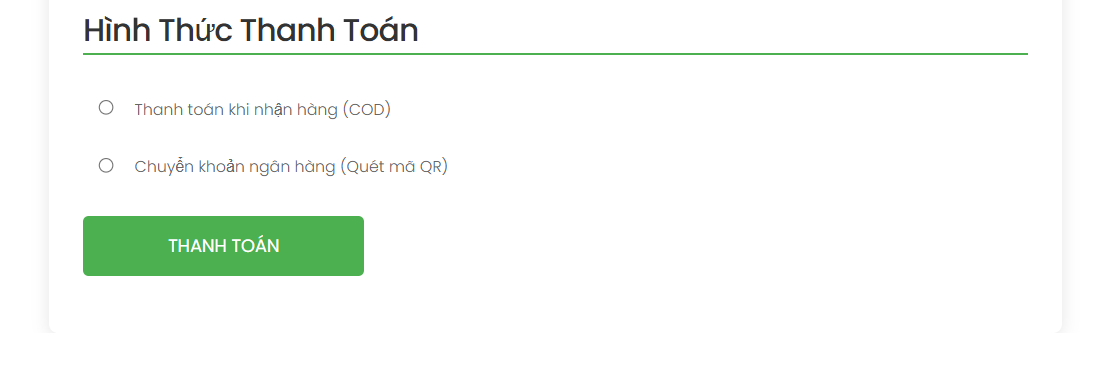 Hình Thức Thanh Toán
Thanh toán khi nhận hàng (COD)
Chuyển khoản ngân hàng (Quét mã QR)
THANH TOÁN